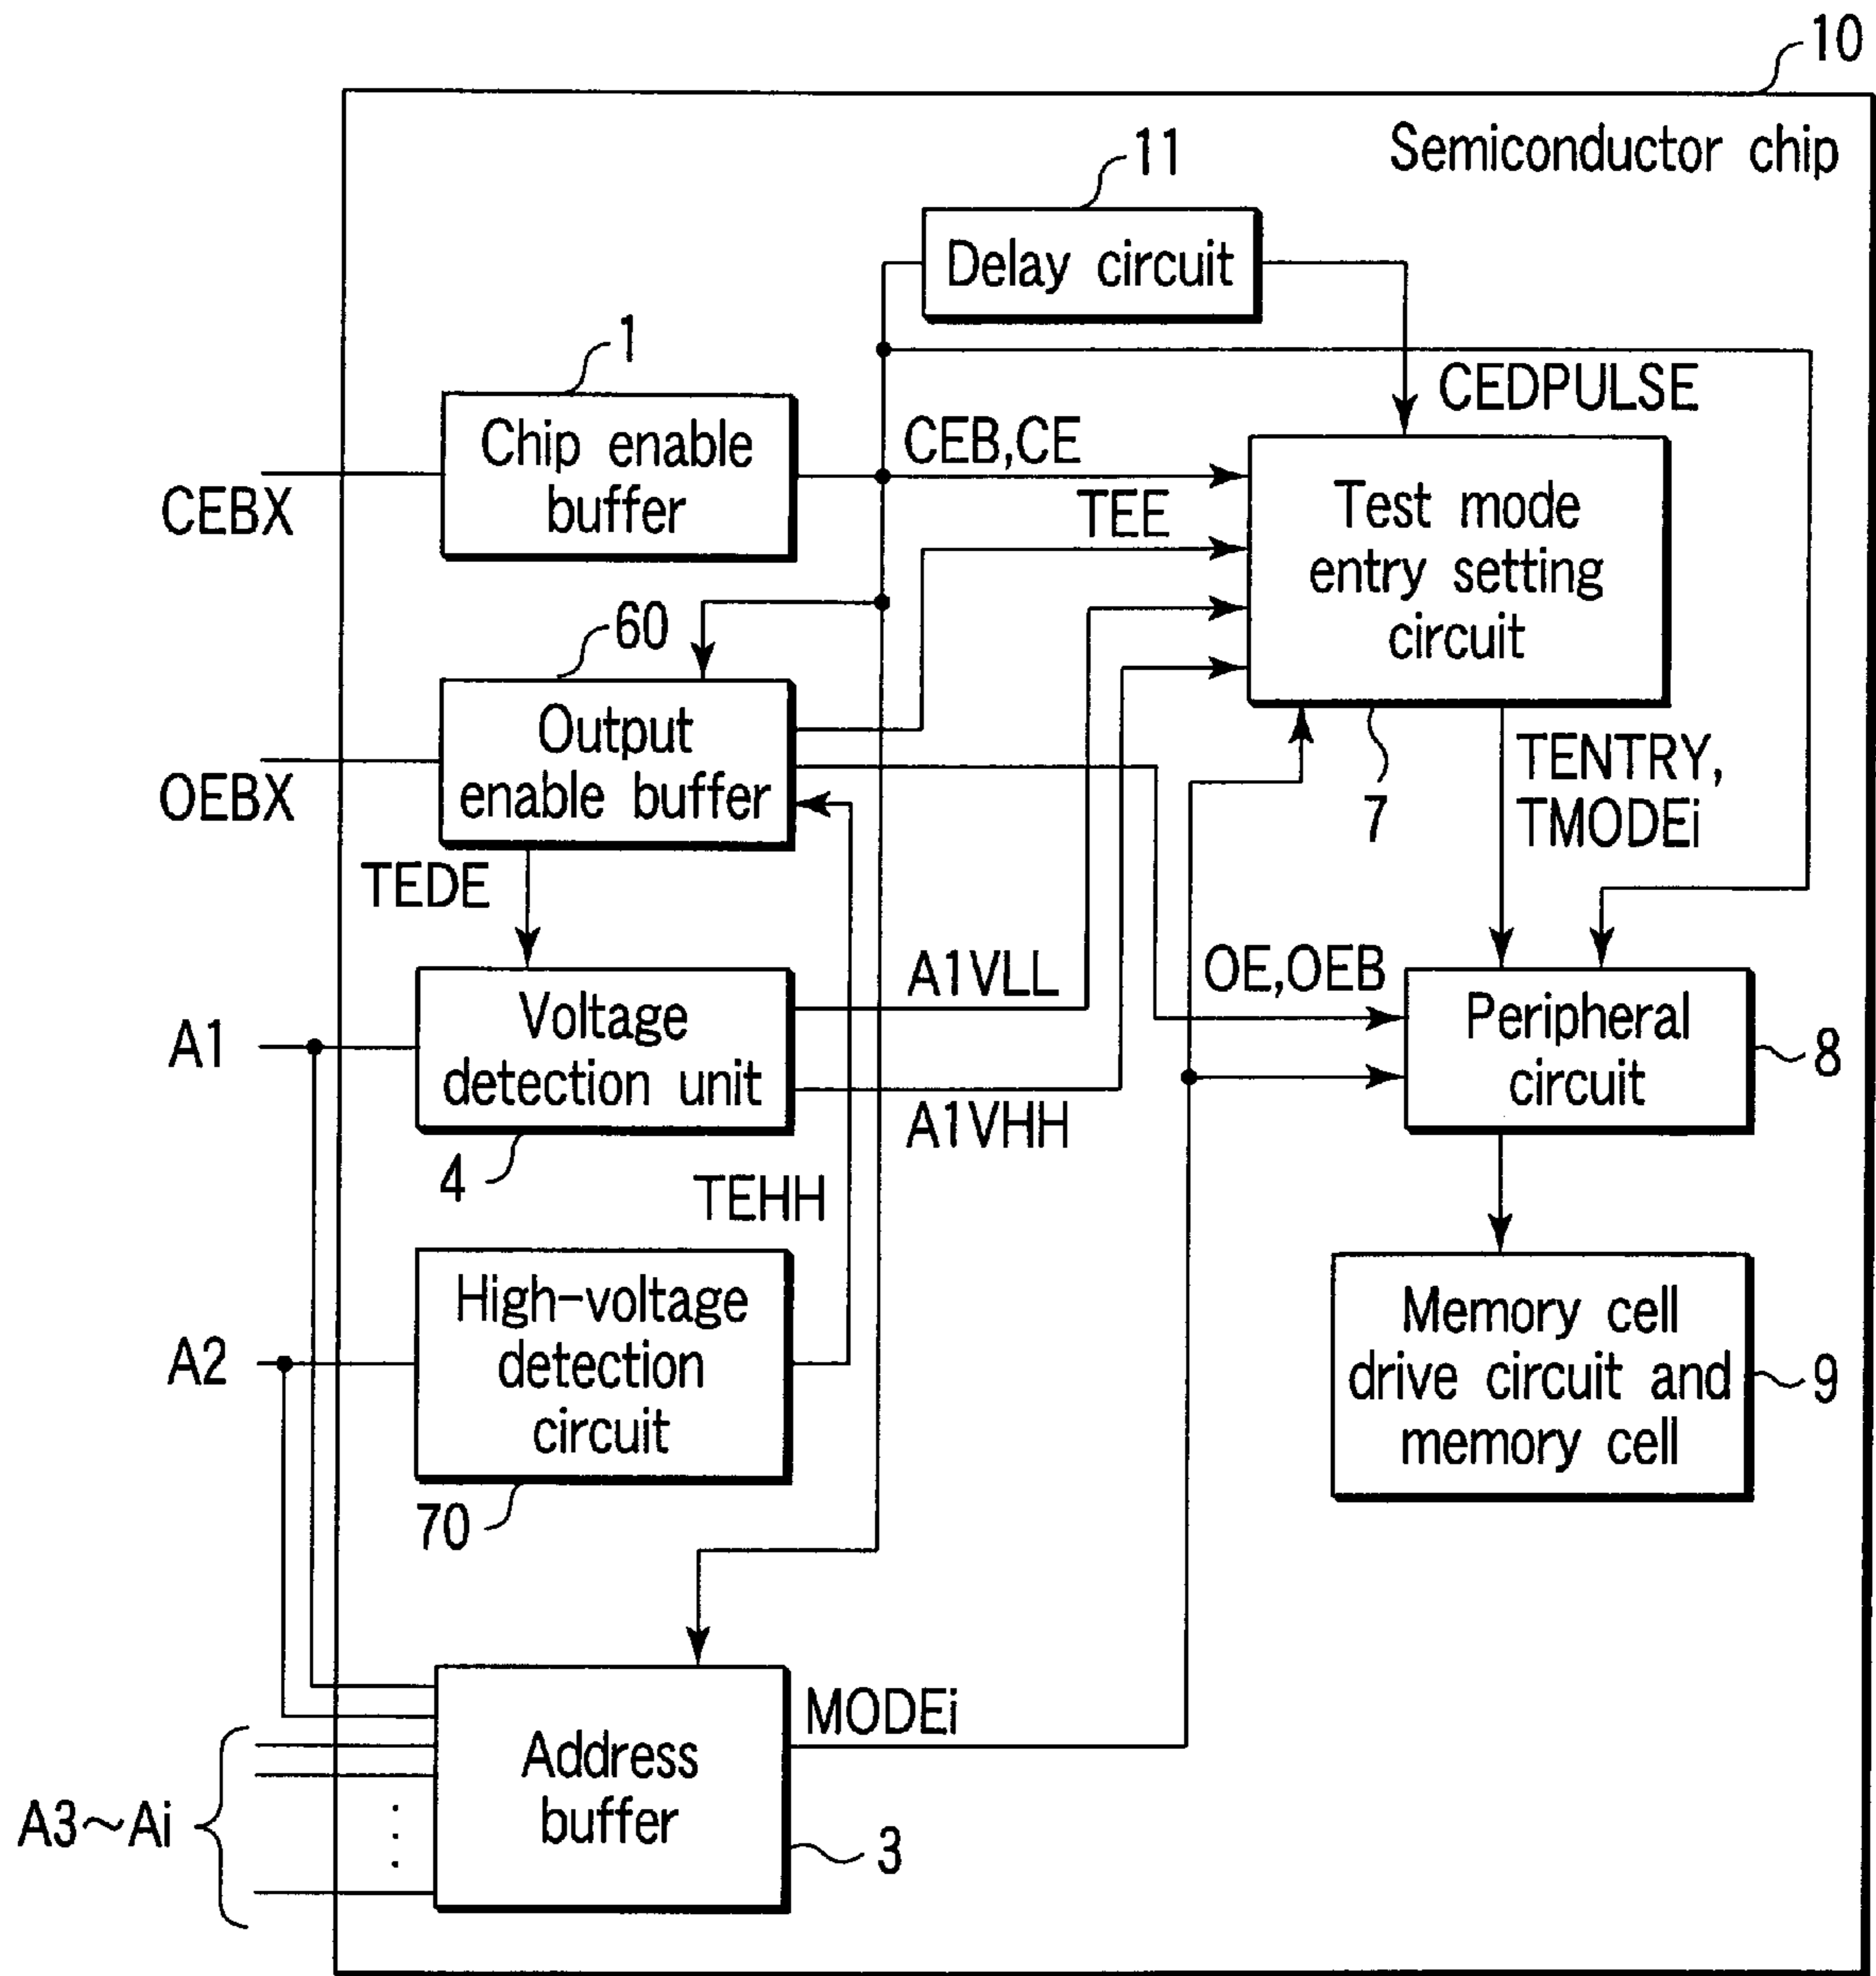 10
Semiconductor chip
11
Delay circuit
1
Chip enable
buffer
CEBX
CEB,CE
CEDPULSE
TEE
Test mode
entry setting
circuit
7
60
Output
enable buffer
OEBX
TEDE
TENTRY,
TMODEi
A1
Voltage
detection unit
4
A1VLL
A1VHH
OE,OEB
Peripheral
circuit
8
TEHH
A2
High-voltage
detection
circuit
70
Memory cell
drive circuit and
memory cell
9
MODEi
Address
buffer
3
A3~Ai